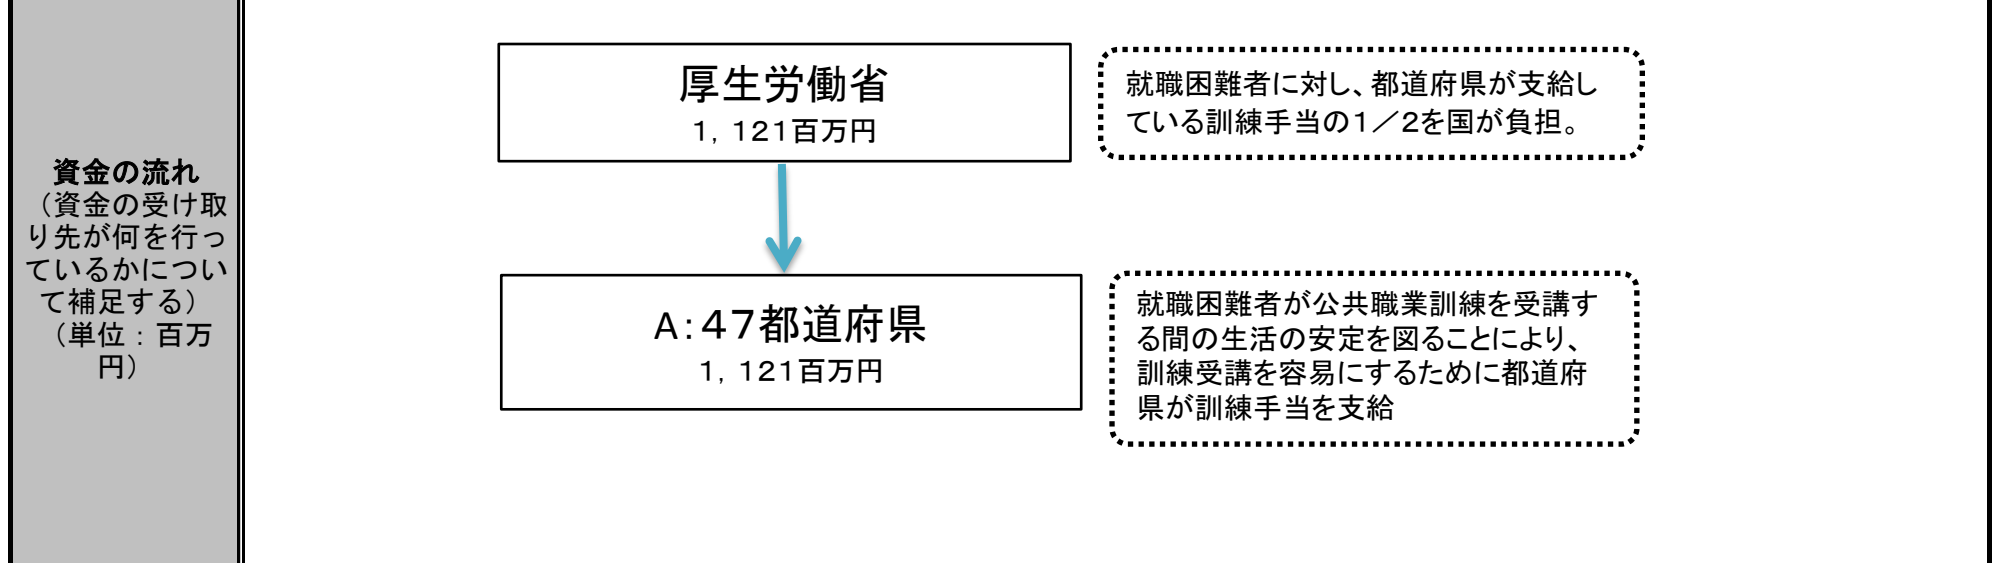 資金の流れ
（資金の受け取
り先が何を行っ
ているかについ
て補足する）
（単位：百万
円）
厚生労働省
１，１２１百万円
就職困難者に対し、都道府県が支給し
ている訓練手当の１／２を国が負担。
A：４７都道府県
１，１２１百万円
就職困難者が公共職業訓練を受講す
る間の生活の安定を図ることにより、
訓練受講を容易にするために都道府
県が訓練手当を支給